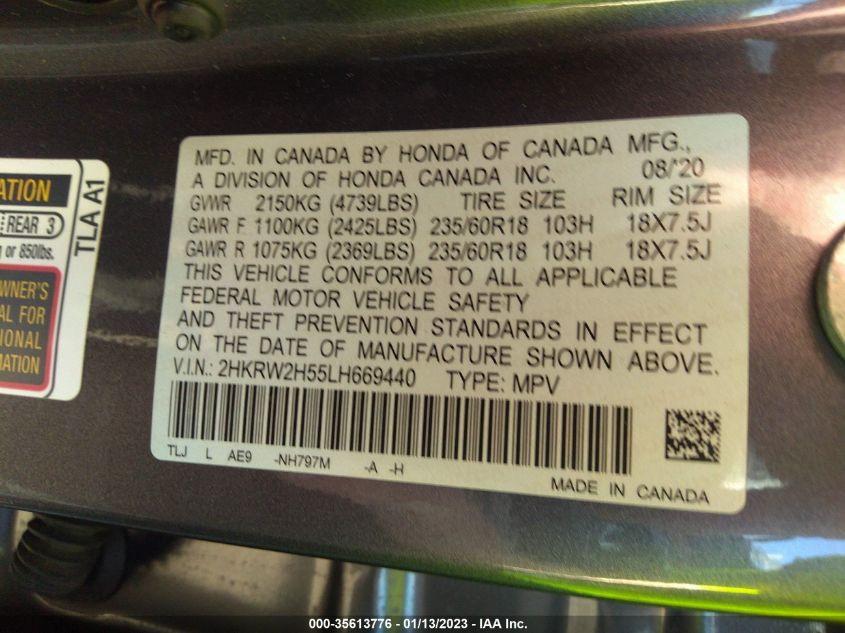 ATION
REAR 3
g or 850lbs.
TLA A1
WNER'S
AL FOR
IONAL
MATION
MFD. IN CANADA BY HONDA OF CANADA MFG.,
A DIVISION OF HONDA CANADA INC. 08/'20
GVWR 2150KG (4739LBS) TIRE SIZE RIM SIZE
GAWR F 1100KG (2425LBS) 235/60R18 103H 18X7.5J
GAWR R 1075KG (2369LBS) 235/60R18 103H 18X7.5J
THIS VEHICLE CONFORMS TO ALL APPLICABLE
FEDERAL MOTOR VEHICLE SAFETY
AND THEFT PREVENTION STANDARDS IN EFFECT
ON THE DATE OF MANUFACTURE SHOWN ABOVE.
V.I.N.: 2HKRW2H55LH669440 TYPE: MPV
TLJ L AE9 -NH797M -A -H
MADE IN CANADA
000-35613776 - 01/13/2023 - IAA Inc.